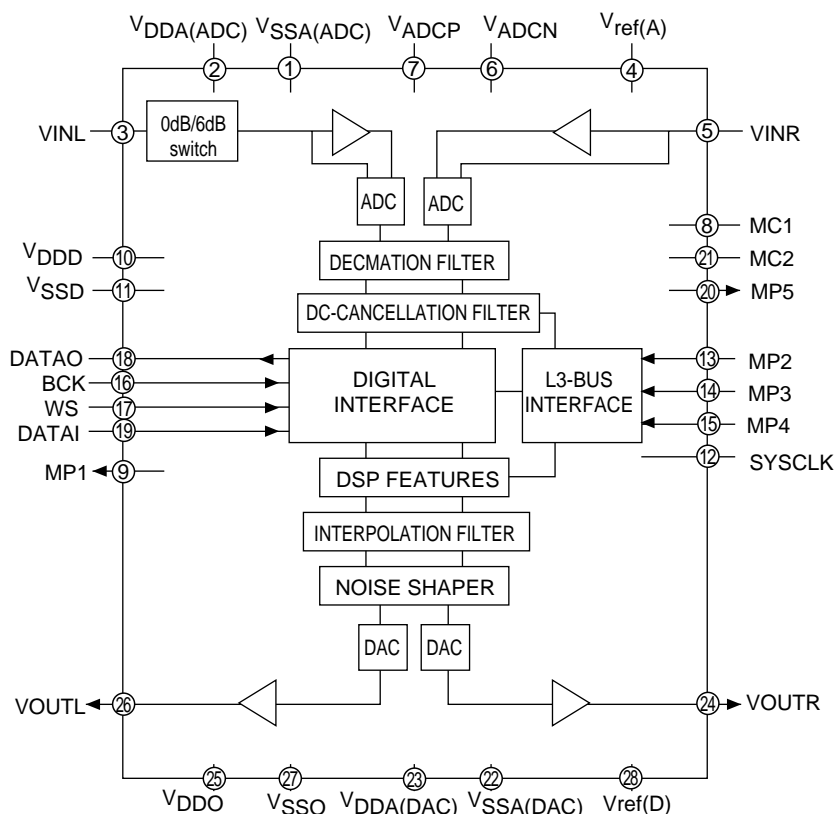 VDDA(ADC) VSSA(ADC) VADCP VADCN Vref(A)
2 1 7 6 4
VINL 3 0dB/6dB switch 5 VINR
ADC ADC
8 MC1
VDDD 10 DECMATION FILTER 21 MC2
VSSD 11 DC-CANCELLATION FILTER 20 MP5
DATAO 18 DIGITAL INTERFACE L3-BUS INTERFACE 13 MP2
BCK 16 14 MP3
WS 17
DATAI 19 15 MP4
MP1 9 DSP FEATURES 12 SYSCLK
INTERPOLATION FILTER
NOISE SHAPER
DAC DAC
VOUTL 26 24 VOUTR
25 27 23 22 28
VDDO VSSO VDDA(DAC) VSSA(DAC) Vref(D)